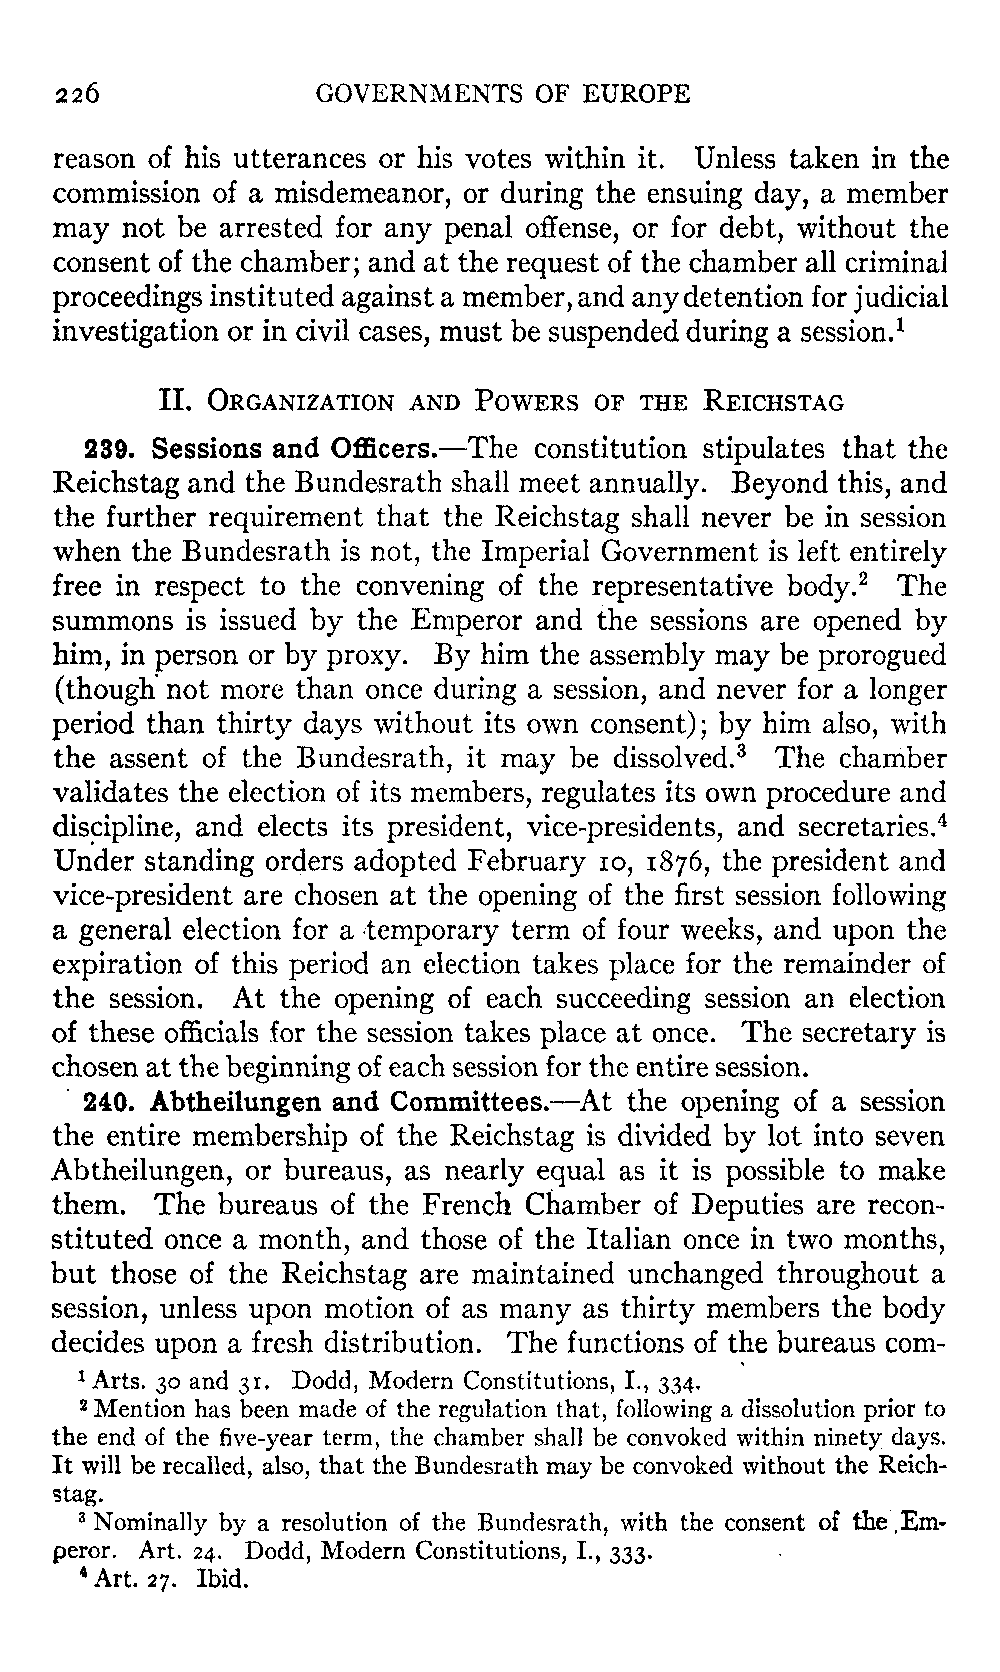 226 GOVERNMENTS OF EUROPE
reason of his utterances or his votes within it. Unless taken in the
commission of a misdemeanor, or during the ensuing day, a member
may not be arrested for any penal offense, or for debt, without the
consent of the chamber; and at the request of the chamber all criminal
proceedings instituted against a member, and any detention for judicial
investigation or in civil cases, must be suspended during a session.¹
II. ORGANIZATION AND POWERS OF THE REICHSTAG
239. Sessions and Officers.—The constitution stipulates that the
Reichstag and the Bundesrath shall meet annually. Beyond this, and
the further requirement that the Reichstag shall never be in session
when the Bundesrath is not, the Imperial Government is left entirely
free in respect to the convening of the representative body.² The
summons is issued by the Emperor and the sessions are opened by
him, in person or by proxy. By him the assembly may be prorogued
(though not more than once during a session, and never for a longer
period than thirty days without its own consent); by him also, with
the assent of the Bundesrath, it may be dissolved.³ The chamber
validates the election of its members, regulates its own procedure and
discipline, and elects its president, vice-presidents, and secretaries.⁴
Under standing orders adopted February 10, 1876, the president and
vice-president are chosen at the opening of the first session following
a general election for a temporary term of four weeks, and upon the
expiration of this period an election takes place for the remainder of
the session. At the opening of each succeeding session an election
of these officials for the session takes place at once. The secretary is
chosen at the beginning of each session for the entire session.
240. Abtheilungen and Committees.—At the opening of a session
the entire membership of the Reichstag is divided by lot into seven
Abtheilungen, or bureaus, as nearly equal as it is possible to make
them. The bureaus of the French Chamber of Deputies are recon-
stituted once a month, and those of the Italian once in two months,
but those of the Reichstag are maintained unchanged throughout a
session, unless upon motion of as many as thirty members the body
decides upon a fresh distribution. The functions of the bureaus com-
¹ Arts. 30 and 31. Dodd, Modern Constitutions, I., 334.
² Mention has been made of the regulation that, following a dissolution prior to
the end of the five-year term, the chamber shall be convoked within ninety days.
It will be recalled, also, that the Bundesrath may be convoked without the Reich-
stag.
³ Nominally by a resolution of the Bundesrath, with the consent of the Em-
peror. Art. 24. Dodd, Modern Constitutions, I., 333.
⁴ Art. 27. Ibid.